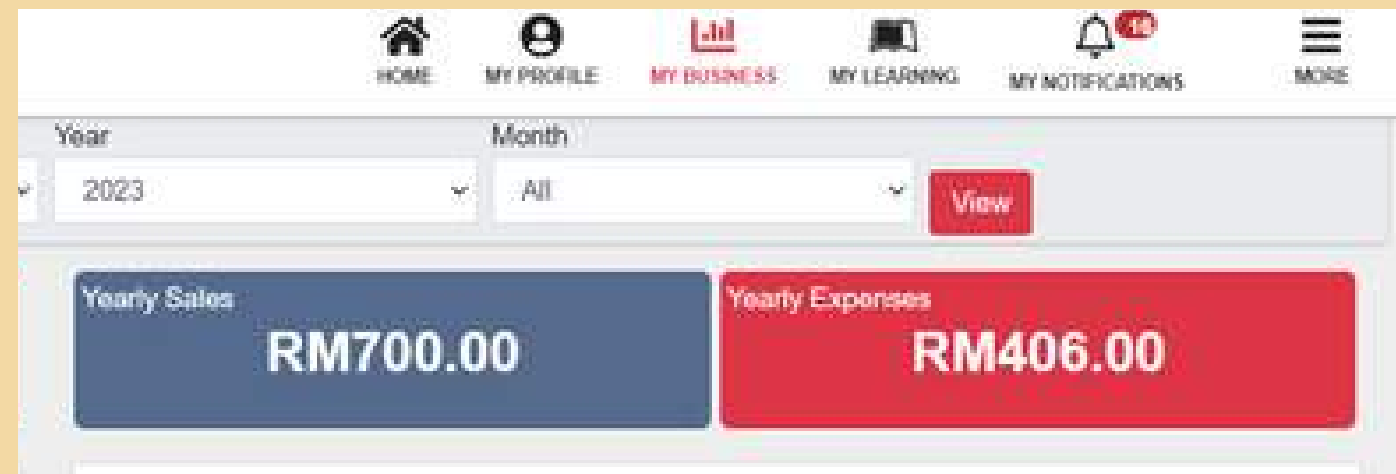 HOME MY PROFILE MY BUSINESS MY LEARNING MY NOTIFICATIONS MORE
Year Month
2023 All View
Yearly Sales Yearly Expenses
RM700.00 RM406.00